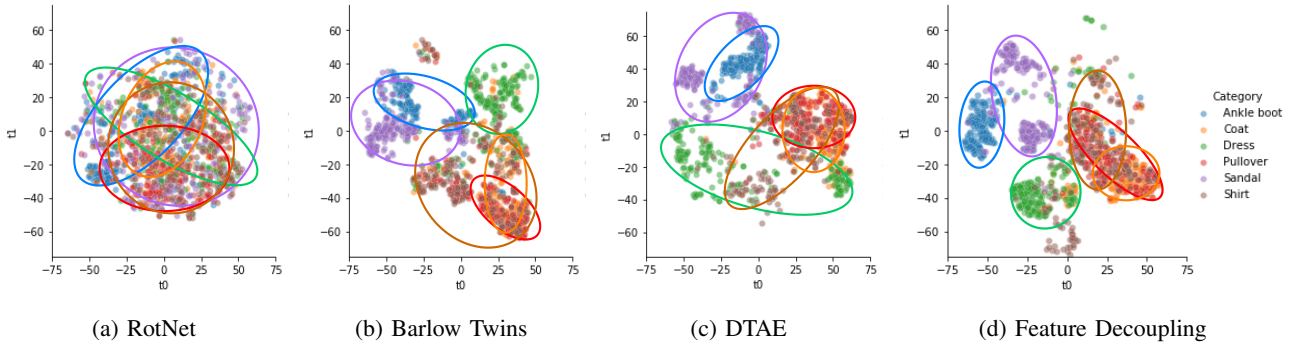 60
40
20
0
−20
−40
−60
t1
−75 −50 −25 0 25 50 75
t0
(a) RotNet
60
40
20
0
−20
−40
−60
t1
−75 −50 −25 0 25 50 75
t0
(b) Barlow Twins
60
40
20
0
−20
−40
−60
t1
−75 −50 −25 0 25 50 75
t0
(c) DTAE
60
40
20
0
−20
−40
−60
t1
−75 −50 −25 0 25 50 75
t0
(d) Feature Decoupling
Category
Ankle boot
Coat
Dress
Pullover
Sandal
Shirt